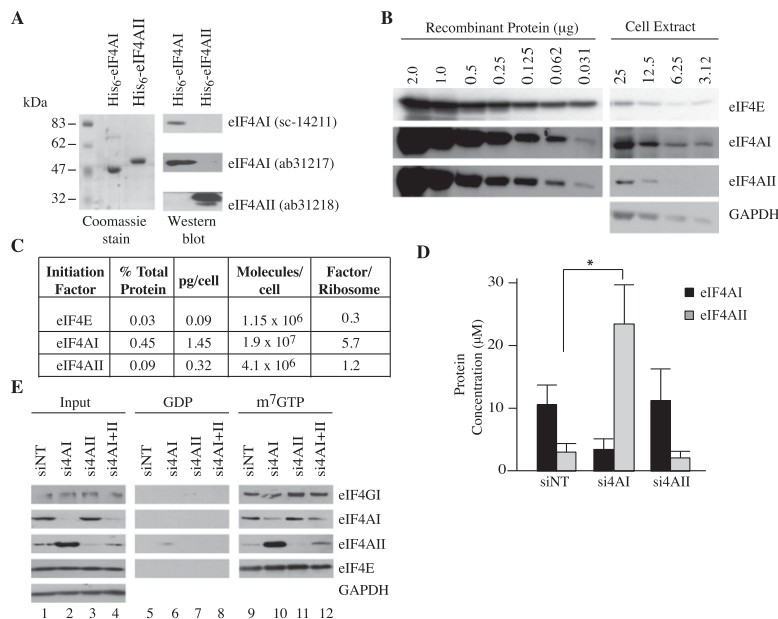 A
His6-eIF4AI
His6-eIF4AII
His6-eIF4AI
His6-eIF4AII
kDa
83
62
47
32
eIF4AI (sc-14211)
eIF4AI (ab31217)
eIF4AII (ab31218)
Coomassie
stain
Western
blot
B
Recombinant Protein (μg)
Cell Extract
2.0
1.0
0.5
0.25
0.125
0.062
0.031
25
12.5
6.25
3.12
eIF4E
eIF4AI
eIF4AII
GAPDH
C
Initiation Factor % Total Protein pg/cell Molecules/cell Factor/Ribosome
eIF4E 0.03 0.09 1.15 x 10^6 0.3
eIF4AI 0.45 1.45 1.9 x 10^7 5.7
eIF4AII 0.09 0.32 4.1 x 10^6 1.2
D
Protein
Concentration (μM)
30
20
10
0
*
eIF4AI
eIF4AII
siNT si4AI si4AII
E
Input GDP m7GTP
siNT
si4AI
si4AII
si4AI+II
siNT
si4AI
si4AII
si4AI+II
siNT
si4AI
si4AII
si4AI+II
eIF4GI
eIF4AI
eIF4AII
eIF4E
GAPDH
1 2 3 4 5 6 7 8 9 10 11 12